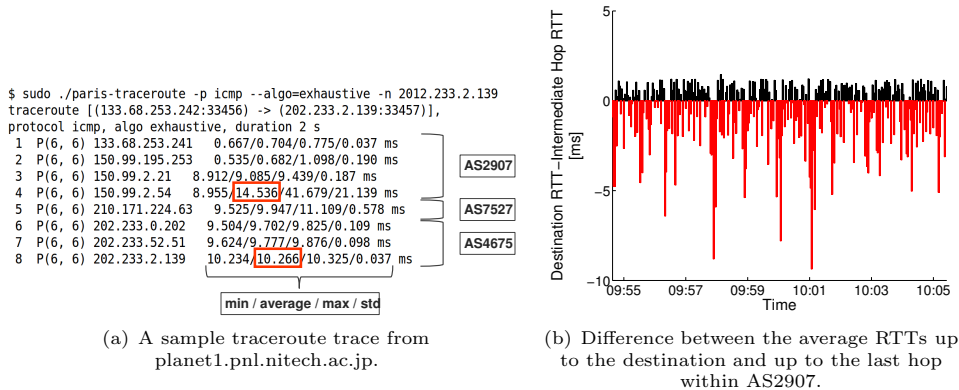 $ sudo ./paris-traceroute -p icmp --algo=exhaustive -n 2012.233.2.139
traceroute [(133.68.253.242:33456) -> (202.233.2.139:33457)],
protocol icmp, algo exhaustive, duration 2 s
1 P(6, 6) 133.68.253.241 0.667/0.704/0.775/0.037 ms
2 P(6, 6) 150.99.195.253 0.535/0.682/1.098/0.190 ms
3 P(6, 6) 150.99.2.21 8.912/9.085/9.439/0.187 ms
4 P(6, 6) 150.99.2.54 8.955/14.536/41.679/21.139 ms
5 P(6, 6) 210.171.224.63 9.525/9.947/11.109/0.578 ms
6 P(6, 6) 202.233.0.202 9.504/9.702/9.825/0.109 ms
7 P(6, 6) 202.233.52.51 9.624/9.777/9.876/0.098 ms
8 P(6, 6) 202.233.2.139 10.234/10.266/10.325/0.037 ms
AS2907
AS7527
AS4675
min / average / max / std
(a) A sample traceroute trace from
planet1.pnl.nitech.ac.jp.
Destination RTT−Intermediate Hop RTT
[ms]
5
0
−5
−10
09:55 09:57 09:59 10:01 10:03 10:05
Time
(b) Difference between the average RTTs up
to the destination and up to the last hop
within AS2907.